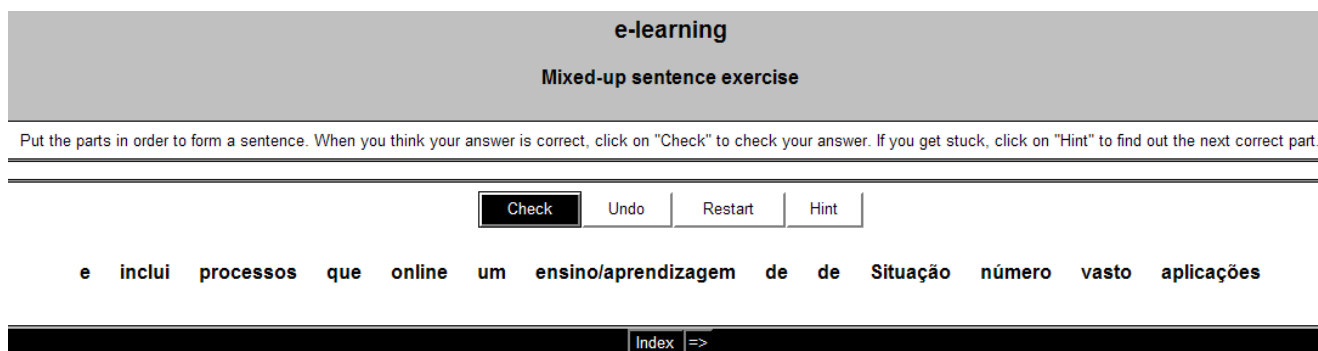 e-learning
Mixed-up sentence exercise
Put the parts in order to form a sentence. When you think your answer is correct, click on "Check" to check your answer. If you get stuck, click on "Hint" to find out the next correct part.
Check Undo Restart Hint
e inclui processos que online um ensino/aprendizagem de de Situação número vasto aplicações
Index =>